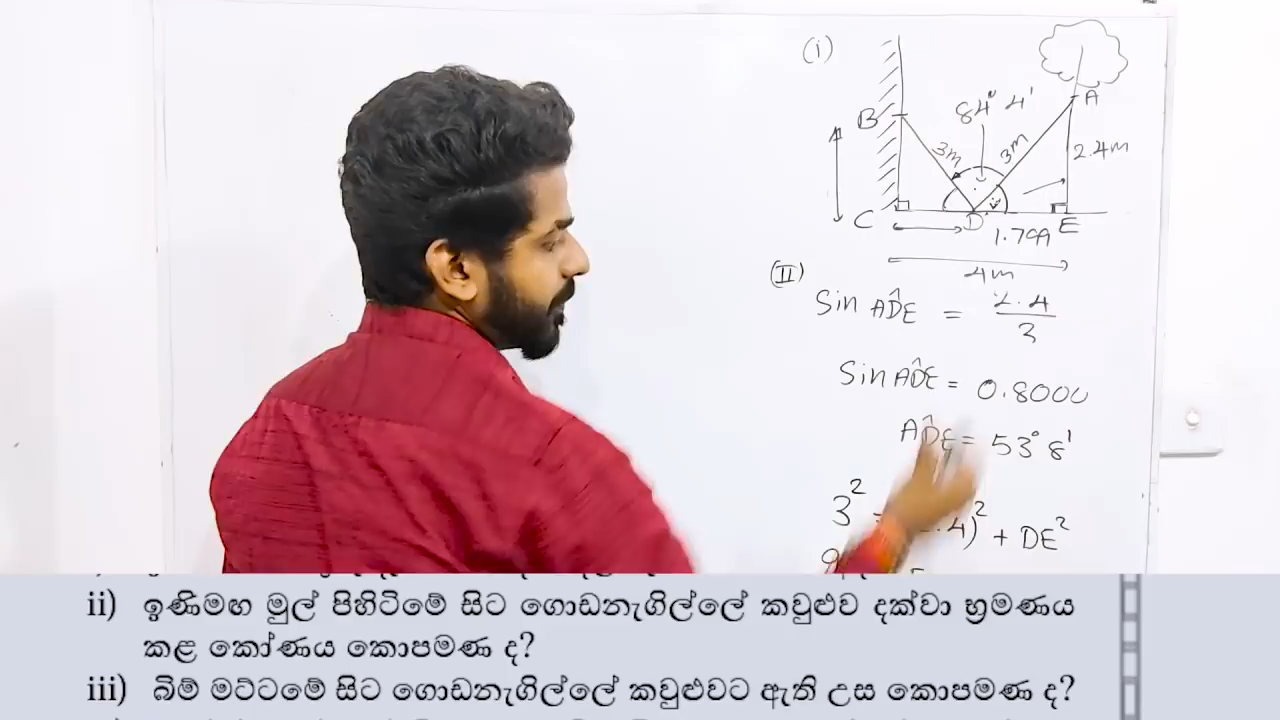 (i)
84° 4'
B
A
3m
3m
2.4m
C
D
E
1.79
4m
(II)
Sin AD̂E = 2.4/3
Sin AD̂E = 0.8000
AD̂E = 53° 8'
3² = .4)² + DE²
9
ii) ඉණිමඟ මුල් පිහිටීමේ සිට ගොඩනැගිල්ලේ කවුළුව දක්වා භ්‍රමණය
කළ කෝණය කොපමණ ද?
iii) බිම් මට්ටමේ සිට ගොඩනැගිල්ලේ කවුළුවට ඇති උස කොපමණ ද?